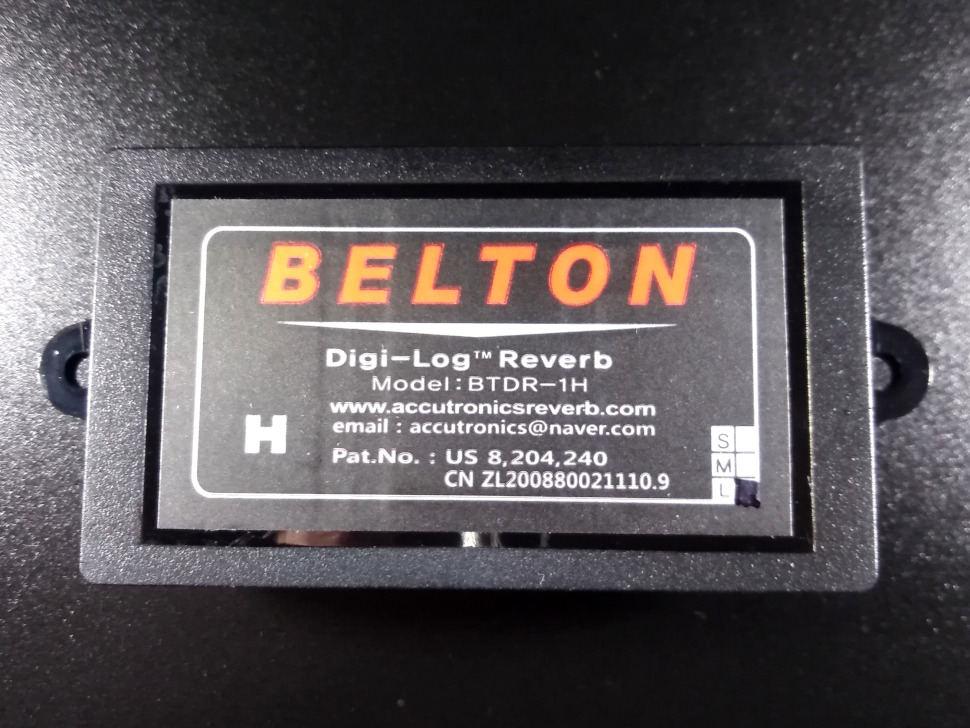 BELTON
Digi-Log™ Reverb
Model : BTDR-1H
www.accutronicsreverb.com
email : accutronics@naver.com
H
Pat.No. : US 8,204,240
CN ZL200880021110.9
S
M
L